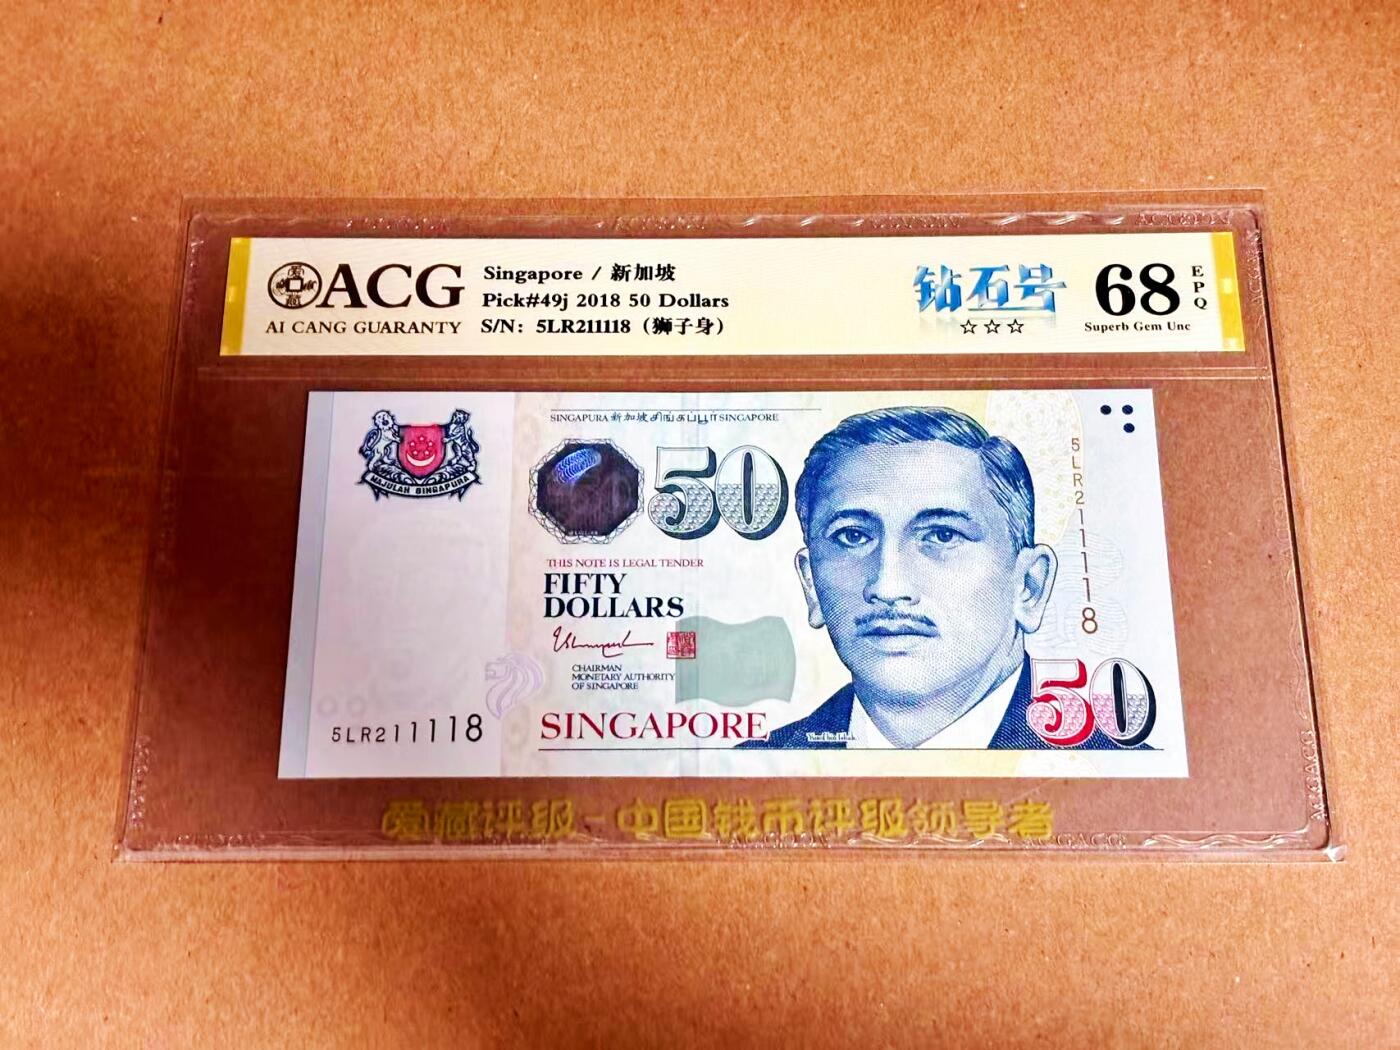 ACG
AI CANG GUARANTY
Singapore / 新加坡
Pick#49j 2018 50 Dollars
S/N: 5LR211118 (狮子身)
钻石号
☆☆☆
68
EPQ
Superb Gem Unc
SINGAPURA 新加坡 சிங்கப்பூர் SINGAPORE
MAJULAH SINGAPURA
50
5LR211118
THIS NOTE IS LEGAL TENDER
FIFTY
DOLLARS
CHAIRMAN
MONETARY AUTHORITY
OF SINGAPORE
SINGAPORE
Yusof bin Ishak
50
5LR211118
爱藏评级-中国钱币评级领导者